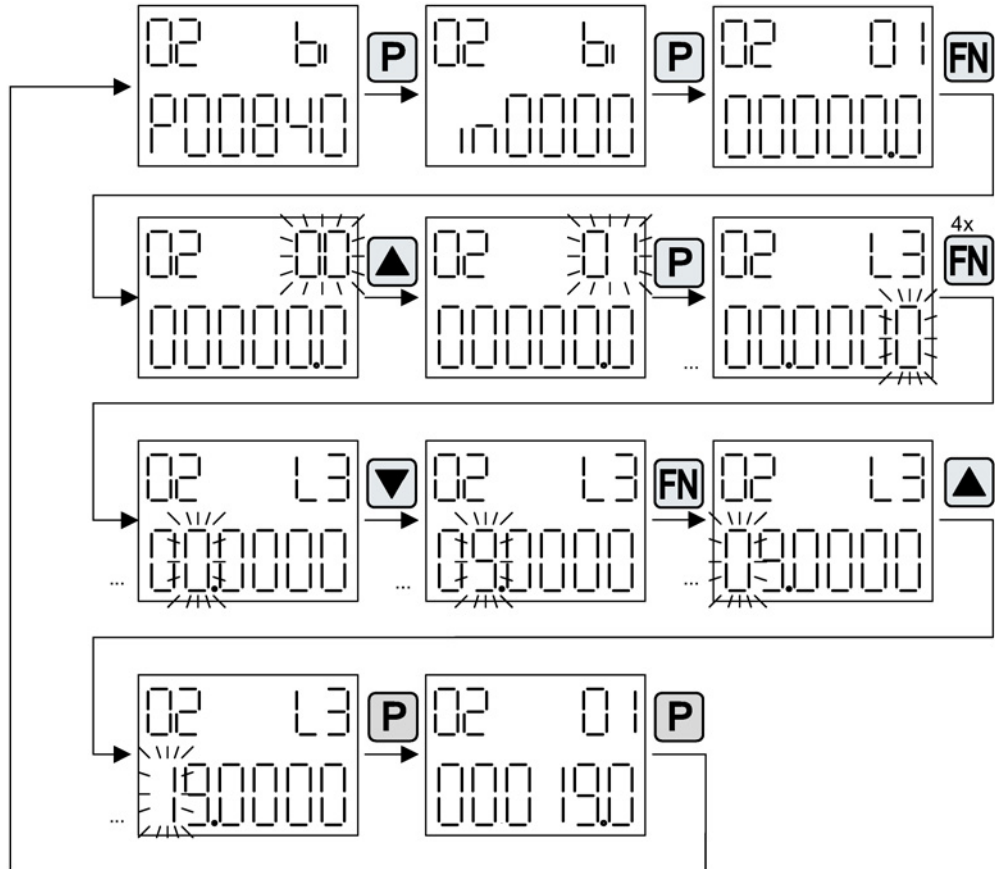 02 bi P 02 bi P 02 01 FN
P00840 in0000 00000.0
4x
02 00 ▲ 02 01 P 02 L3 FN
00000.0 00000.0 ... 00.0000
02 L3 ▼ 02 L3 FN 02 L3 ▲
... 00.0000 ... 09.0000 ... 09.0000
02 L3 P 02 01 P
... 19.0000 00019.0